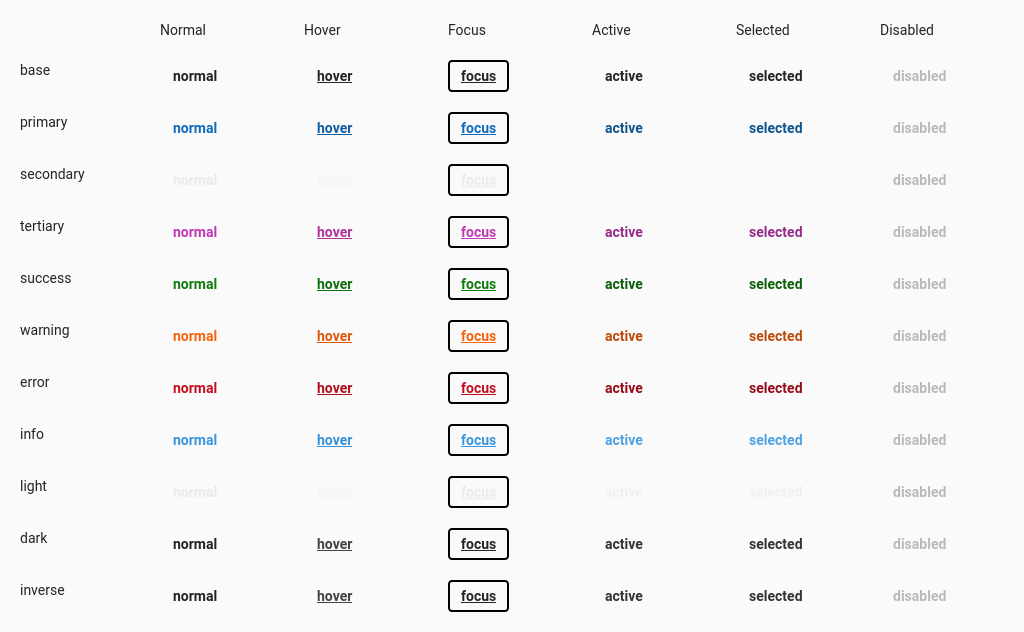 Normal Hover Focus Active Selected Disabled
base normal hover focus active selected disabled
primary normal hover focus active selected disabled
secondary normal hover focus disabled
tertiary normal hover focus active selected disabled
success normal hover focus active selected disabled
warning normal hover focus active selected disabled
error normal hover focus active selected disabled
info normal hover focus active selected disabled
light normal hover focus active selected disabled
dark normal hover focus active selected disabled
inverse normal hover focus active selected disabled